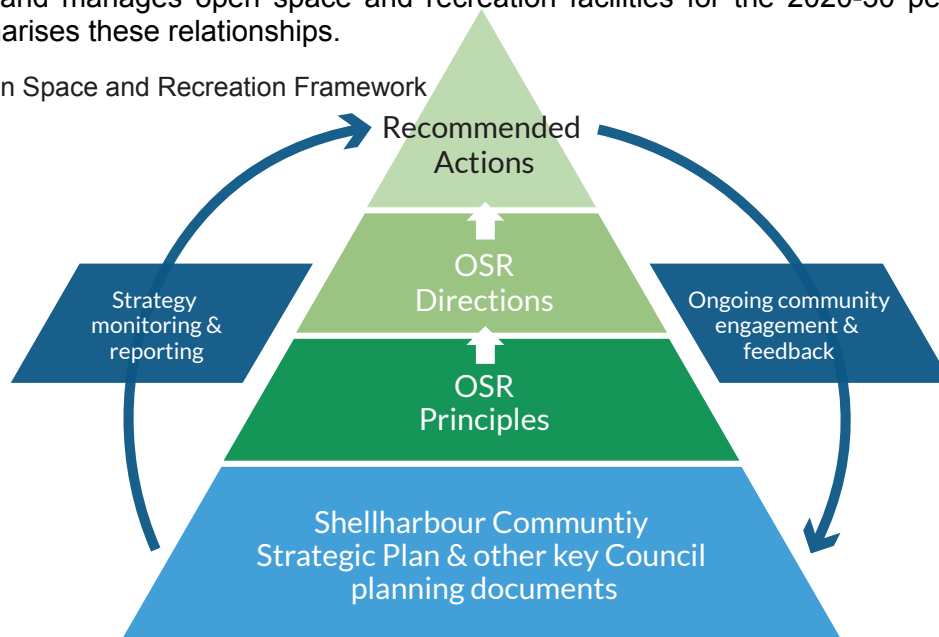 and manages open space and recreation facilities for the 2020-30
arises these relationships.
n Space and Recreation Framework
Recommended
Actions
OSR
Directions
Strategy
monitoring &
reporting
Ongoing community
engagement &
feedback
OSR
Principles
Shellharbour Communtiy
Strategic Plan & other key Council
planning documents